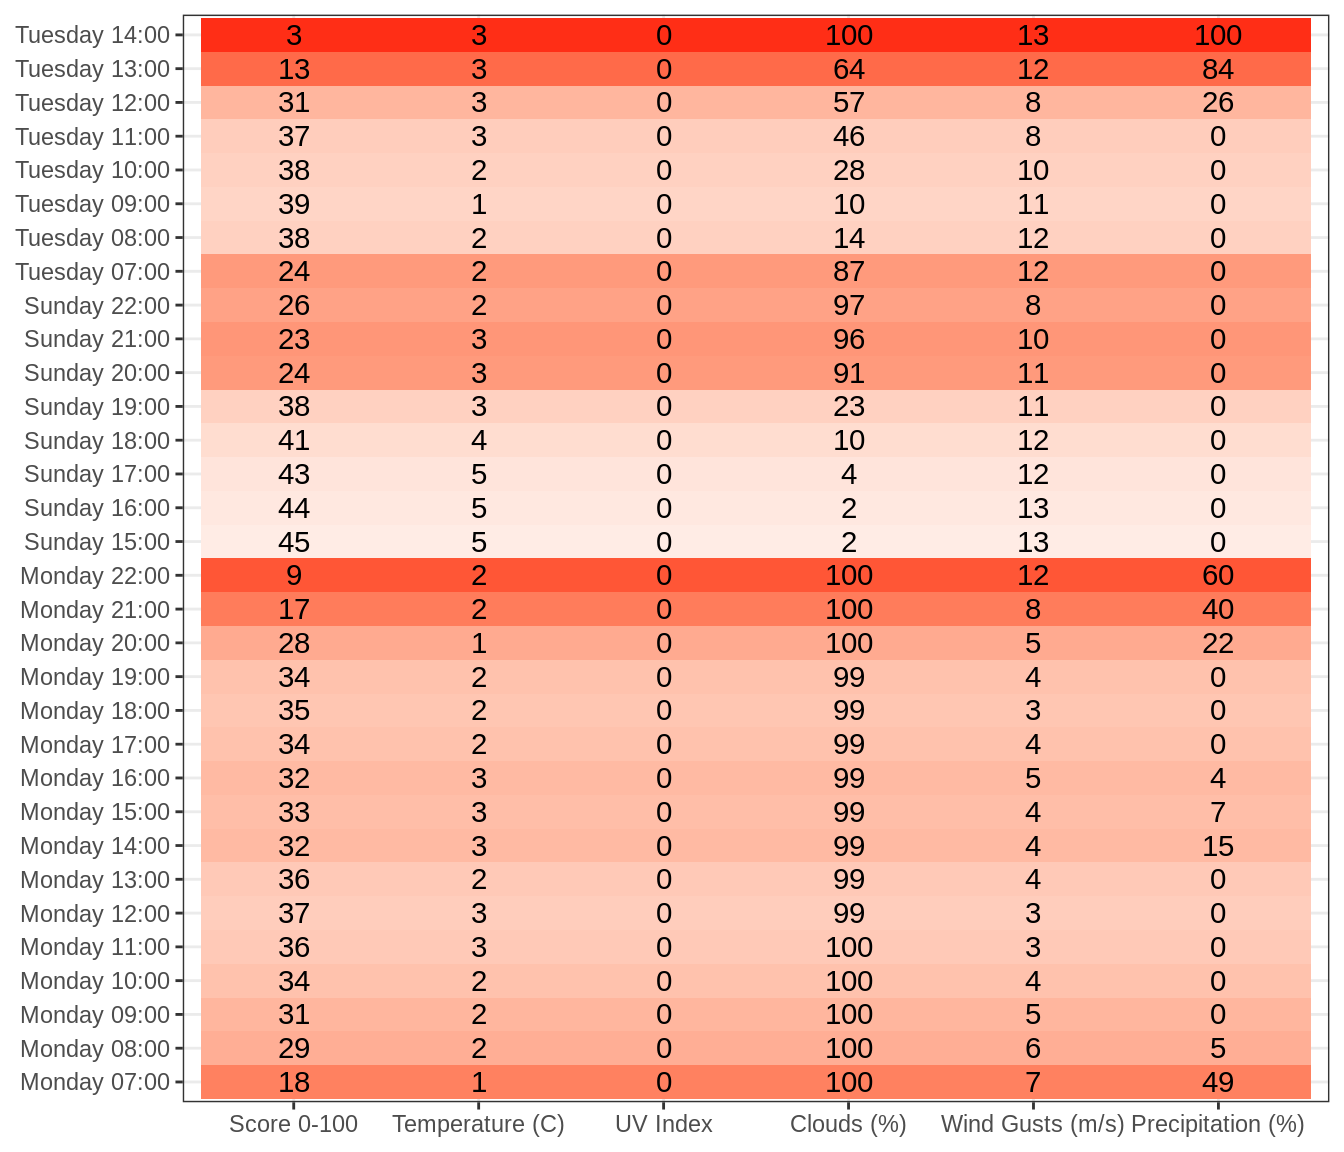 Tuesday 14:00 3 3 0 100 13 100
Tuesday 13:00 13 3 0 64 12 84
Tuesday 12:00 31 3 0 57 8 26
Tuesday 11:00 37 3 0 46 8 0
Tuesday 10:00 38 2 0 28 10 0
Tuesday 09:00 39 1 0 10 11 0
Tuesday 08:00 38 2 0 14 12 0
Tuesday 07:00 24 2 0 87 12 0
Sunday 22:00 26 2 0 97 8 0
Sunday 21:00 23 3 0 96 10 0
Sunday 20:00 24 3 0 91 11 0
Sunday 19:00 38 3 0 23 11 0
Sunday 18:00 41 4 0 10 12 0
Sunday 17:00 43 5 0 4 12 0
Sunday 16:00 44 5 0 2 13 0
Sunday 15:00 45 5 0 2 13 0
Monday 22:00 9 2 0 100 12 60
Monday 21:00 17 2 0 100 8 40
Monday 20:00 28 1 0 100 5 22
Monday 19:00 34 2 0 99 4 0
Monday 18:00 35 2 0 99 3 0
Monday 17:00 34 2 0 99 4 0
Monday 16:00 32 3 0 99 5 4
Monday 15:00 33 3 0 99 4 7
Monday 14:00 32 3 0 99 4 15
Monday 13:00 36 2 0 99 4 0
Monday 12:00 37 3 0 99 3 0
Monday 11:00 36 3 0 100 3 0
Monday 10:00 34 2 0 100 4 0
Monday 09:00 31 2 0 100 5 0
Monday 08:00 29 2 0 100 6 5
Monday 07:00 18 1 0 100 7 49
Score 0-100 Temperature (C) UV Index Clouds (%) Wind Gusts (m/s) Precipitation (%)